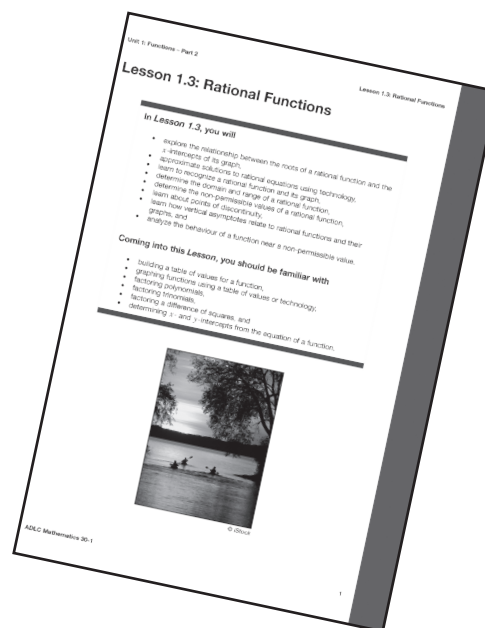 Unit 1: Functions – Part 2
Lesson 1.3: Rational Functions
Lesson 1.3: Rational Functions
In Lesson 1.3, you will
• explore the relationship between the roots of a rational function and the
x-intercepts of its graph,
• approximate solutions to rational equations using technology,
• learn to recognize a rational function and its graph,
• determine the domain and range of a rational function,
• determine the non-permissible values of a rational function,
• learn about points of discontinuity,
• learn how vertical asymptotes relate to rational functions and their
graphs, and
• analyze the behaviour of a function near a non-permissible value.
Coming into this Lesson, you should be familiar with
• building a table of values for a function,
• graphing functions using a table of values or technology,
• factoring polynomials,
• factoring trinomials,
• factoring a difference of squares, and
• determining x- and y-intercepts from the equation of a function.
© iStock
ADLC Mathematics 30-1
1